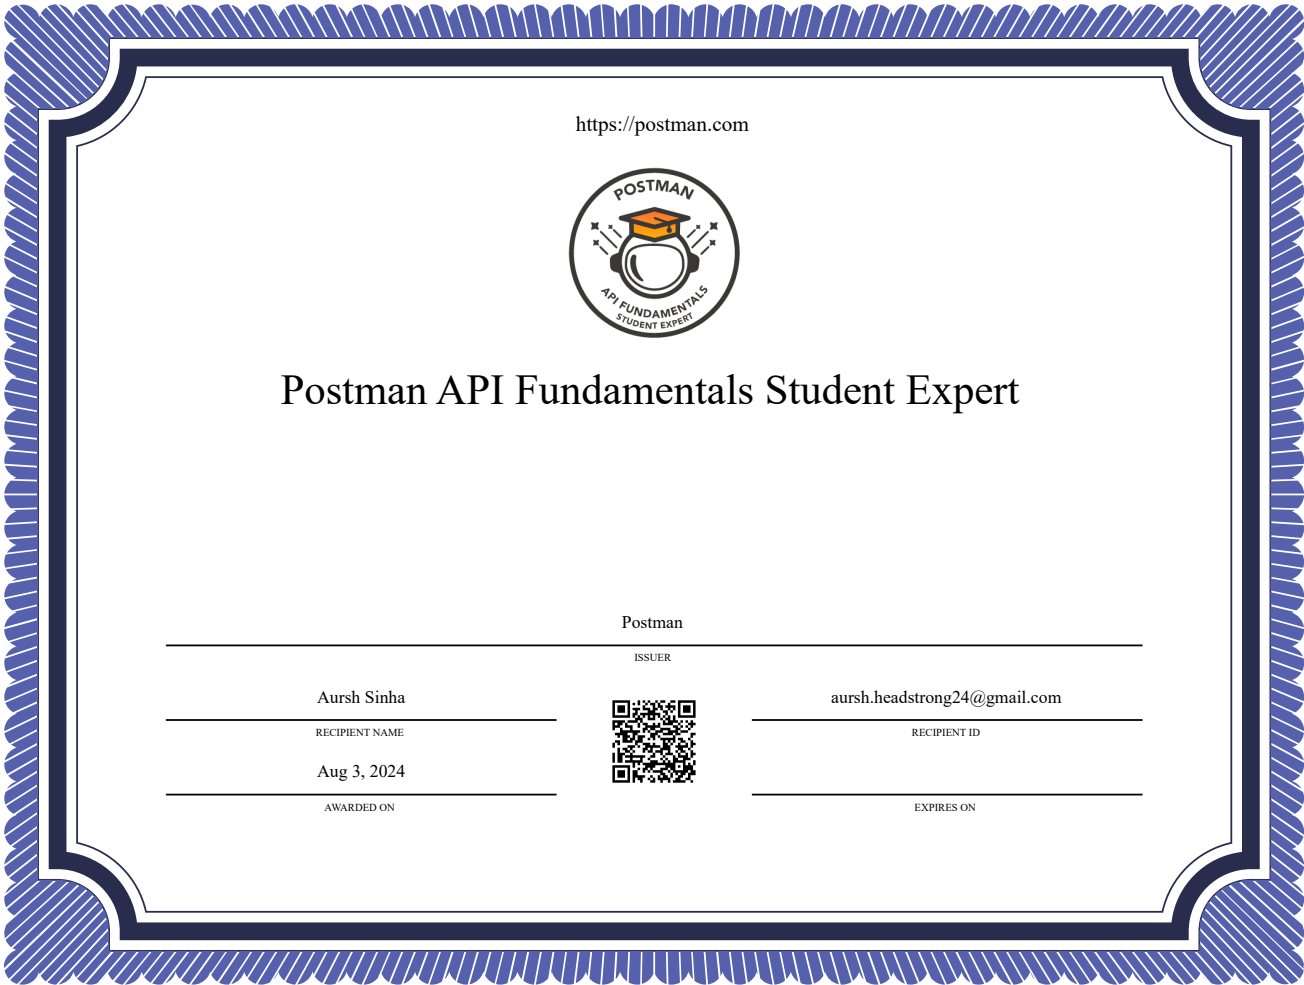 https://postman.com
POSTMAN
API FUNDAMENTALS
STUDENT EXPERT
Postman API Fundamentals Student Expert
Postman
ISSUER
Aursh Sinha
RECIPIENT NAME
aursh.headstrong24@gmail.com
RECIPIENT ID
Aug 3, 2024
AWARDED ON
EXPIRES ON